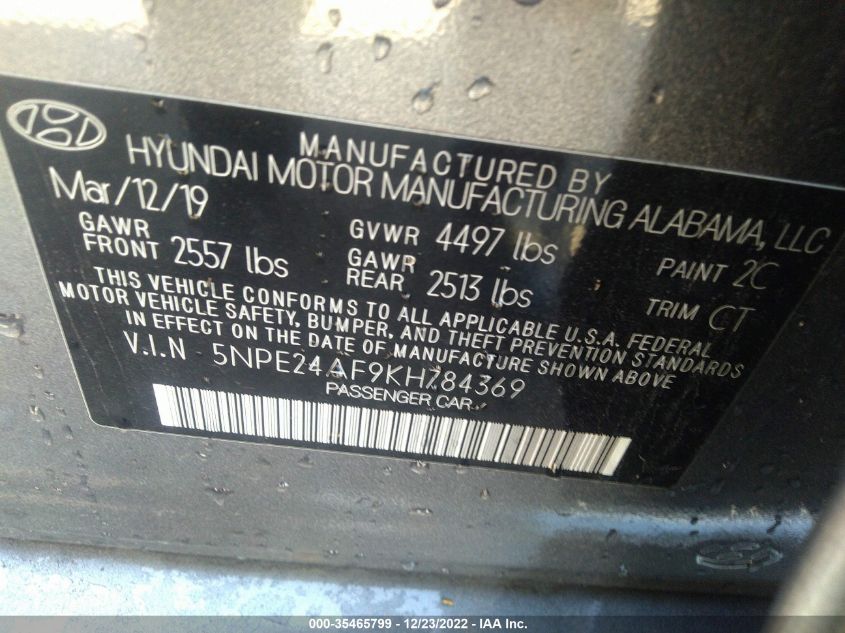 MANUFACTURED BY
HYUNDAI MOTOR MANUFACTURING ALABAMA, LLC
Mar/12/19
GAWR FRONT 2557 lbs
GVWR 4497 lbs
GAWR REAR 2513 lbs
PAINT 2C
TRIM CT
THIS VEHICLE CONFORMS TO ALL APPLICABLE U.S.A. FEDERAL
MOTOR VEHICLE SAFETY, BUMPER, AND THEFT PREVENTION STANDARDS
IN EFFECT ON THE DATE OF MANUFACTURE SHOWN ABOVE
V.I.N 5NPE24AF9KH784369
PASSENGER CAR
000-35465799 - 12/23/2022 - IAA Inc.